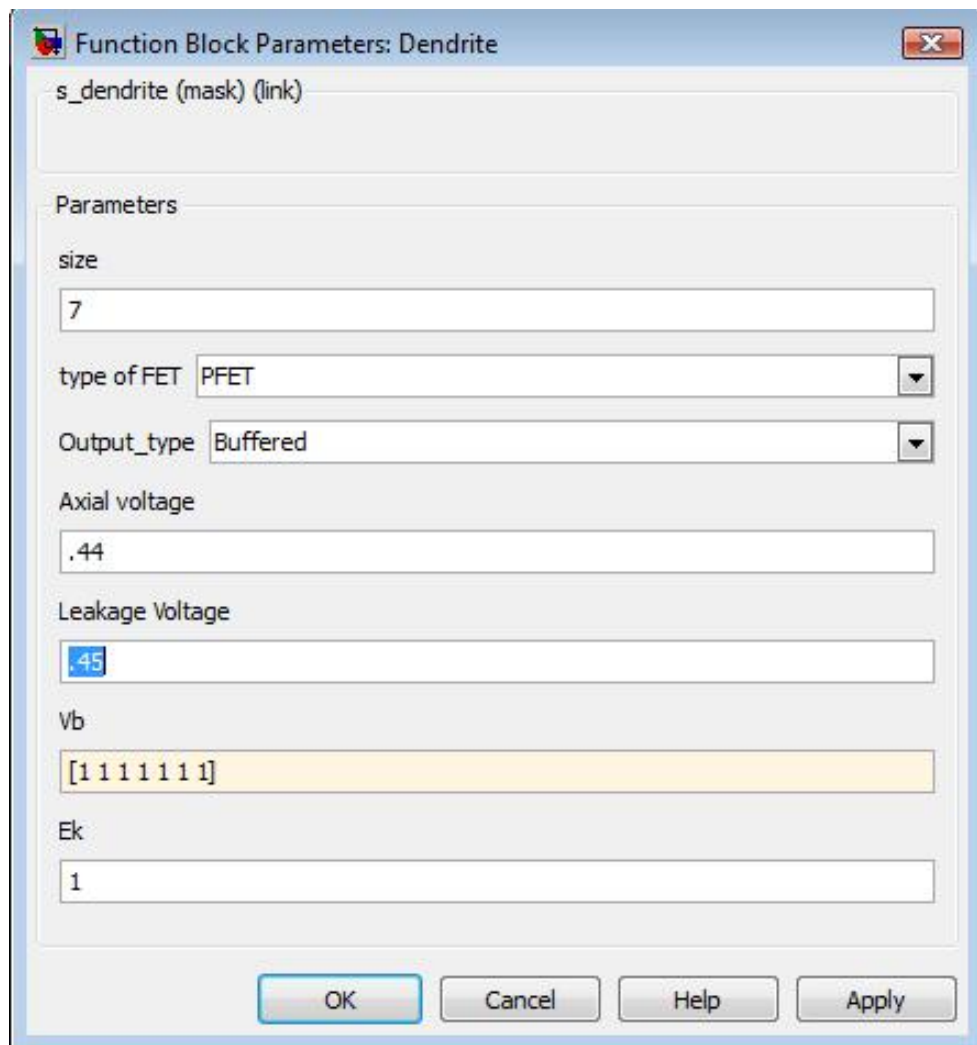 Function Block Parameters: Dendrite
s_dendrite (mask) (link)
Parameters
size
7
type of FET PFET
Output_type Buffered
Axial voltage
.44
Leakage Voltage
.45
Vb
[1 1 1 1 1 1 1]
Ek
1
OK Cancel Help Apply